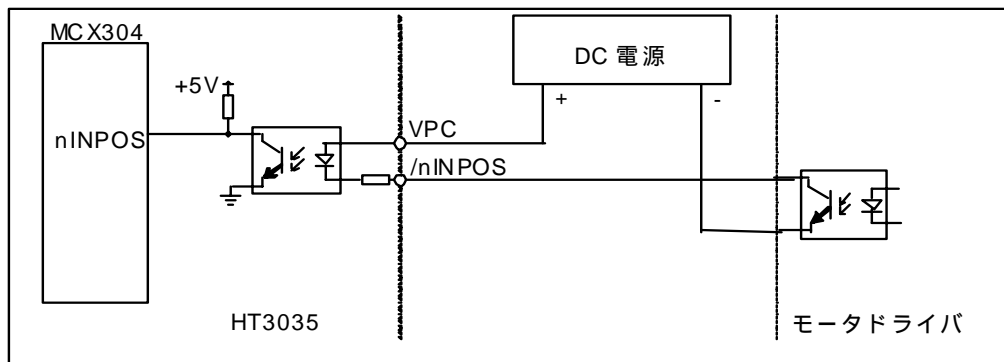 MCX304
DC 電源
+5V
+
-
nINPOS
VPC
/nINPOS
HT3035
モータドライバ